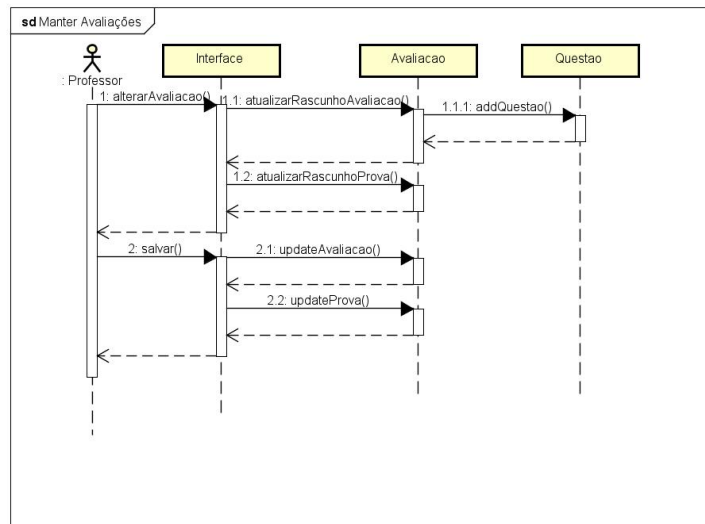 sd Manter Avaliações
: Professor
Interface
Avaliacao
Questao
1: alterarAvaliacao()
1.1: atualizarRascunhoAvaliacao()
1.1.1: addQuestao()
1.2: atualizarRascunhoProva()
2: salvar()
2.1: updateAvaliacao()
2.2: updateProva()